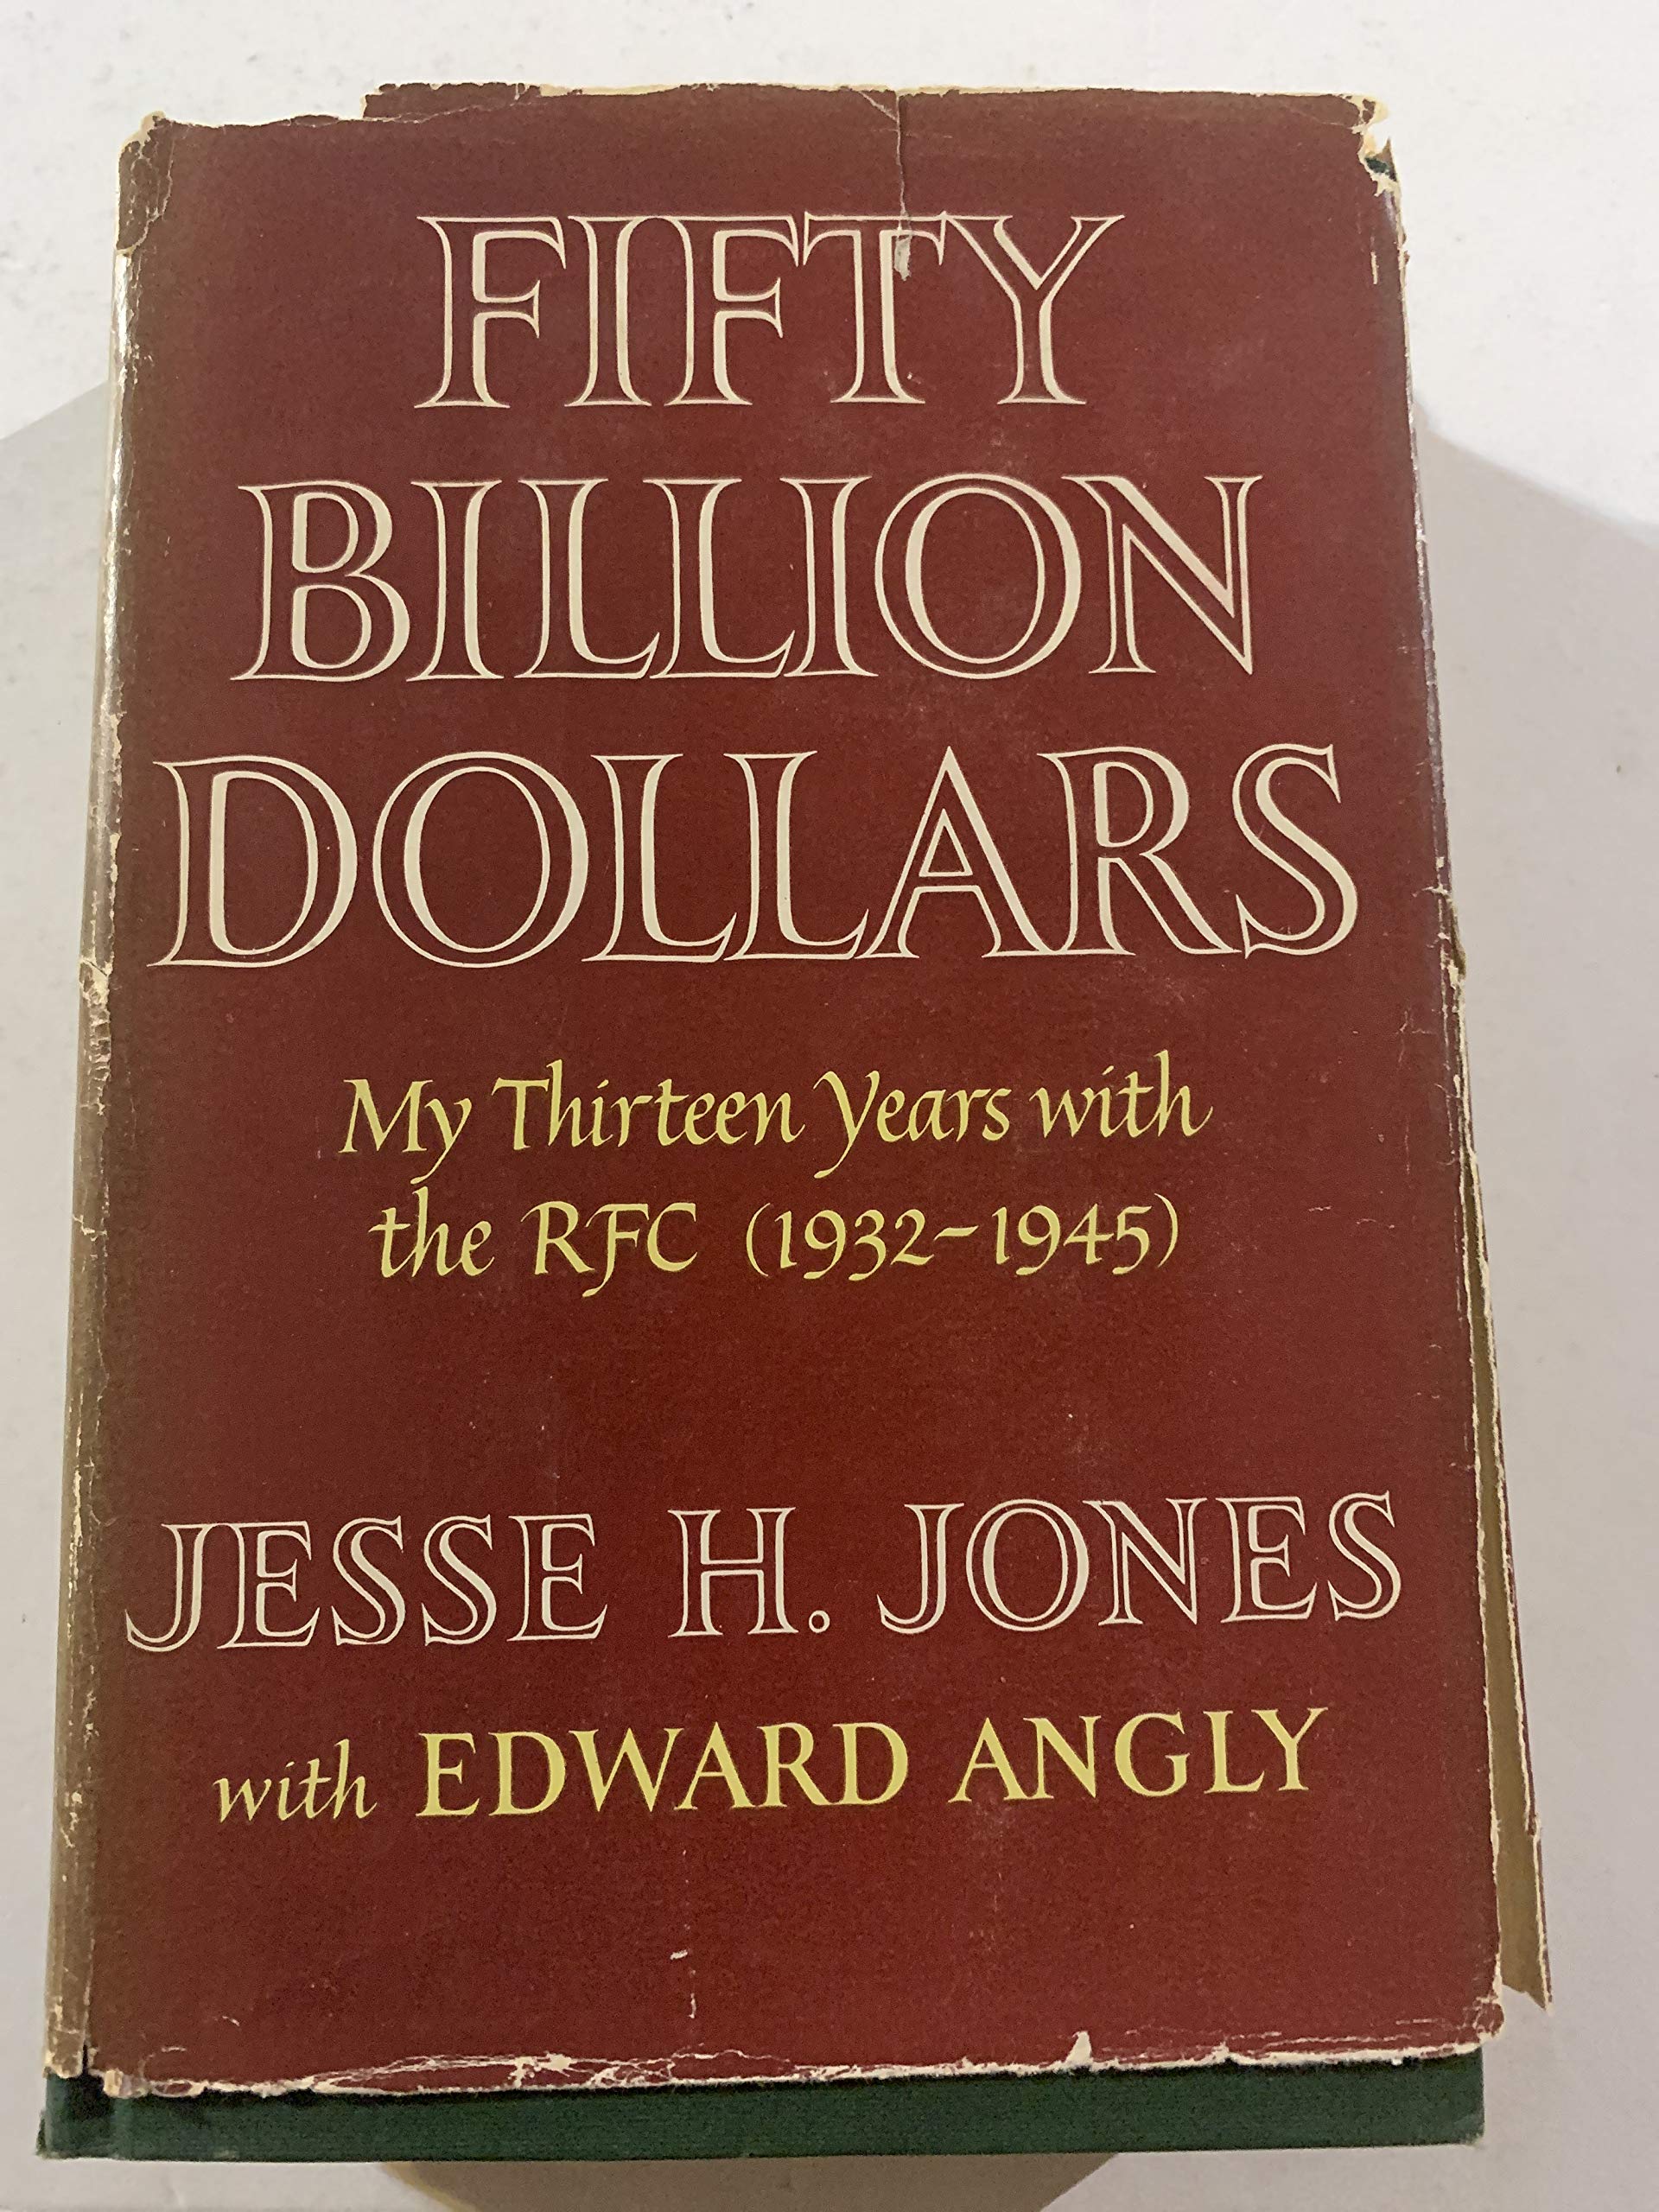 FIFTY
BILLION
DOLLARS
My Thirteen Years with
the RFC (1932-1945)
JESSE H. JONES
with EDWARD ANGLY